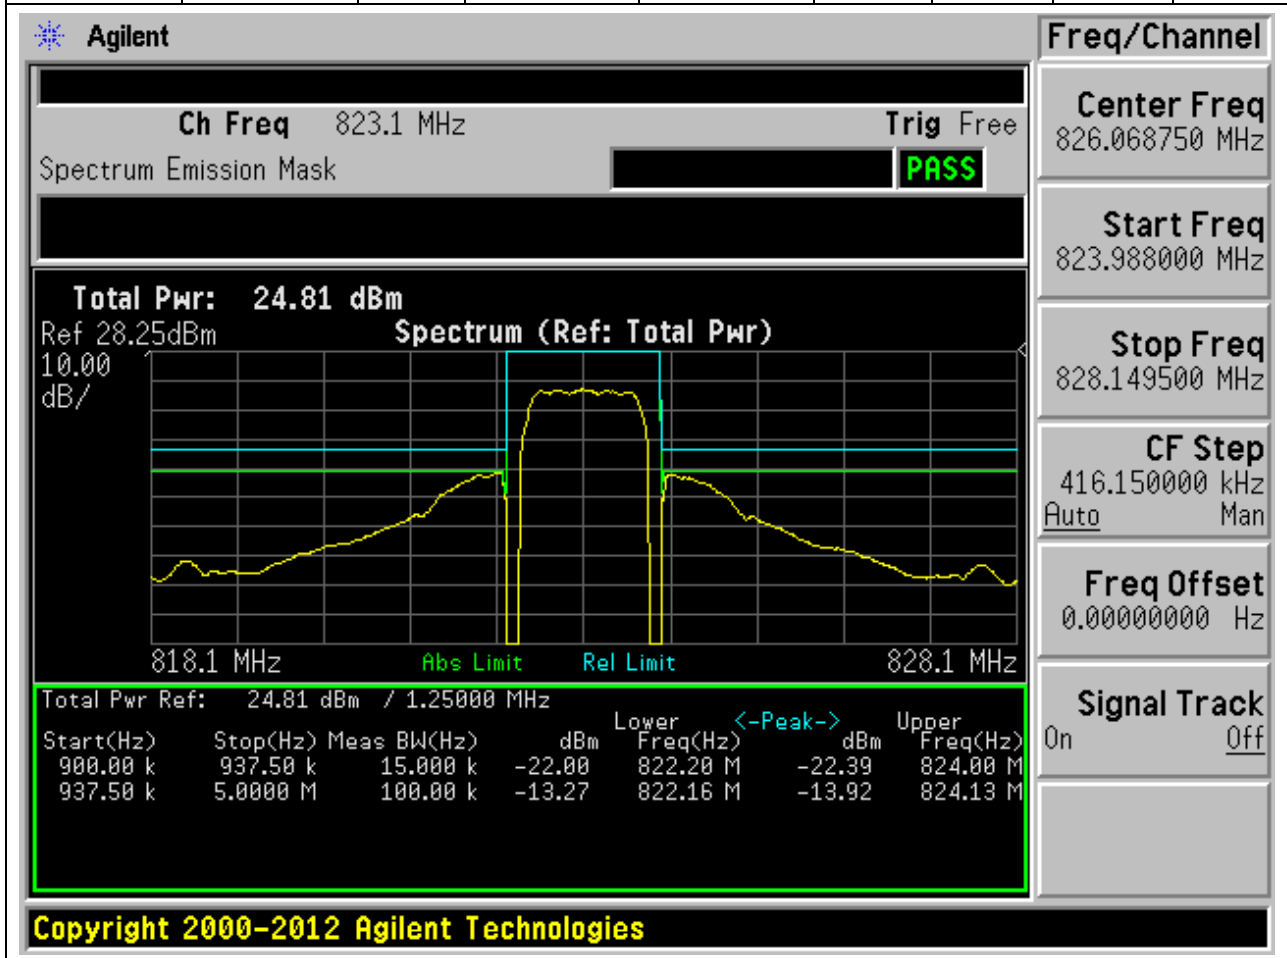 Agilent
Freq/Channel
Ch Freq 823.1 MHz Trig Free
Spectrum Emission Mask PASS
Center Freq
826.068750 MHz
Start Freq
823.988000 MHz
Stop Freq
828.149500 MHz
CF Step
416.150000 kHz
Auto Man
Freq Offset
0.00000000 Hz
Signal Track
On Off
Total Pwr: 24.81 dBm
Ref 28.25dBm Spectrum (Ref: Total Pwr)
10.00
dB/
818.1 MHz Abs Limit Rel Limit 828.1 MHz
Total Pwr Ref: 24.81 dBm / 1.25000 MHz
Lower <-Peak-> Upper
Start(Hz) Stop(Hz) Meas BW(Hz) dBm Freq(Hz) dBm Freq(Hz)
900.00 k 937.50 k 15.000 k -22.00 822.20 M -22.39 824.00 M
937.50 k 5.0000 M 100.00 k -13.27 822.16 M -13.92 824.13 M
Copyright 2000-2012 Agilent Technologies